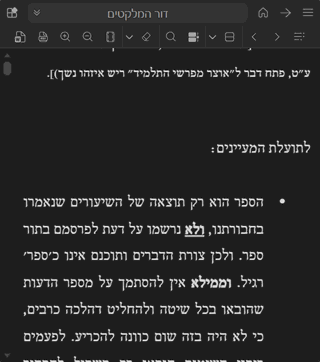 דור המלקטים
ע״ט, פתח דבר ל״אוצר מפרשי התלמיד״ ריש איזהו נשך)].
לתועלת המעיינים:
• הספר הוא רק תוצאה של השיעורים שנאמרו
בחבורתנו, ולא נרשמו על דעת לפרסמם בתור
ספר. ולכן צורת הדברים ותוכנם אינו כ׳ספר׳
רגיל. וממילא אין להסתמך על מספר הדעות
שהובאו בכל שיטה ולהחליט דהלכה כרבים,
כי לא היה בזה שום כוונה להכריע. לפעמים